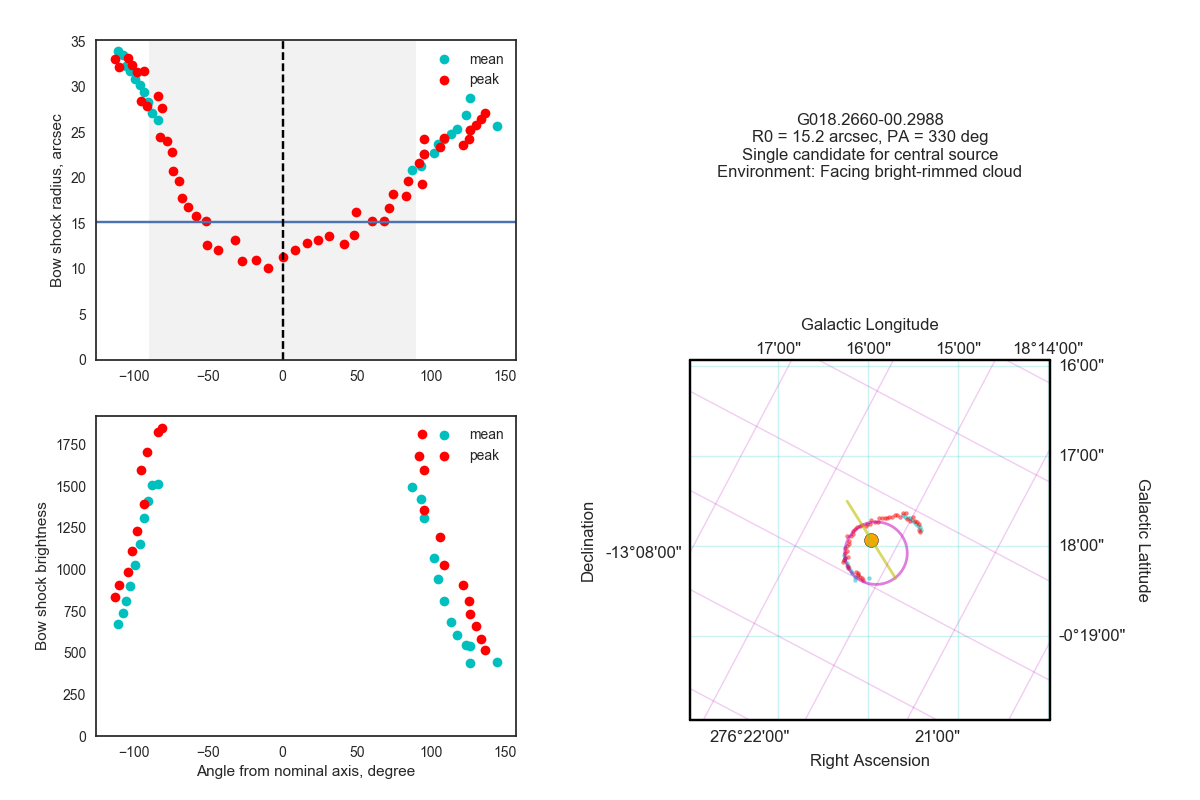 35
30
25
20
15
10
5
0
Bow shock radius, arcsec
mean
peak
−100
−50
0
50
100
150
G018.2660-00.2988
R0 = 15.2 arcsec, PA = 330 deg
Single candidate for central source
Environment: Facing bright-rimmed cloud
1750
1500
1250
1000
750
500
250
0
Bow shock brightness
mean
peak
−100
−50
0
50
100
150
Angle from nominal axis, degree
Galactic Longitude
17'00"
16'00"
15'00"
18°14'00"
16'00"
17'00"
18'00"
-0°19'00"
Galactic Latitude
Declination
-13°08'00"
276°22'00"
21'00"
Right Ascension